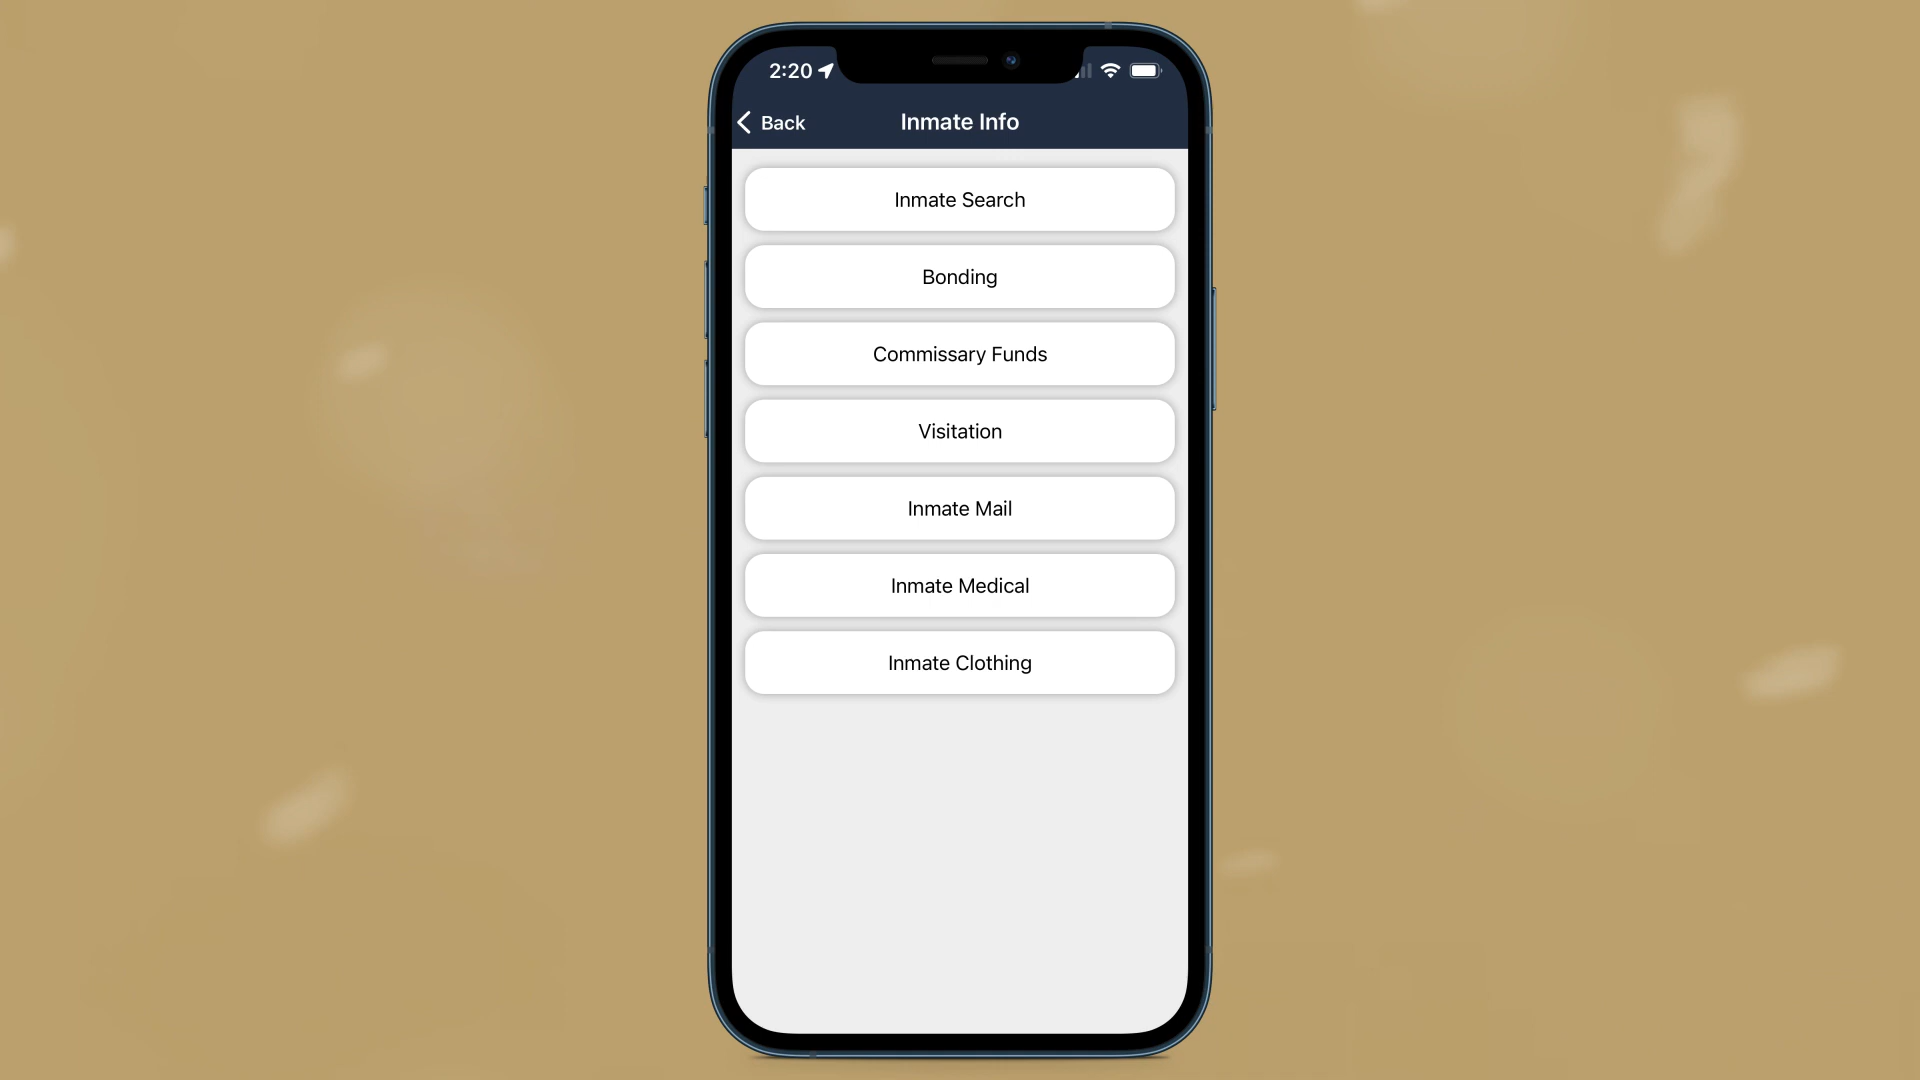 2:20
Back
Inmate Info
Inmate Search
Bonding
Commissary Funds
Visitation
Inmate Mail
Inmate Medical
Inmate Clothing